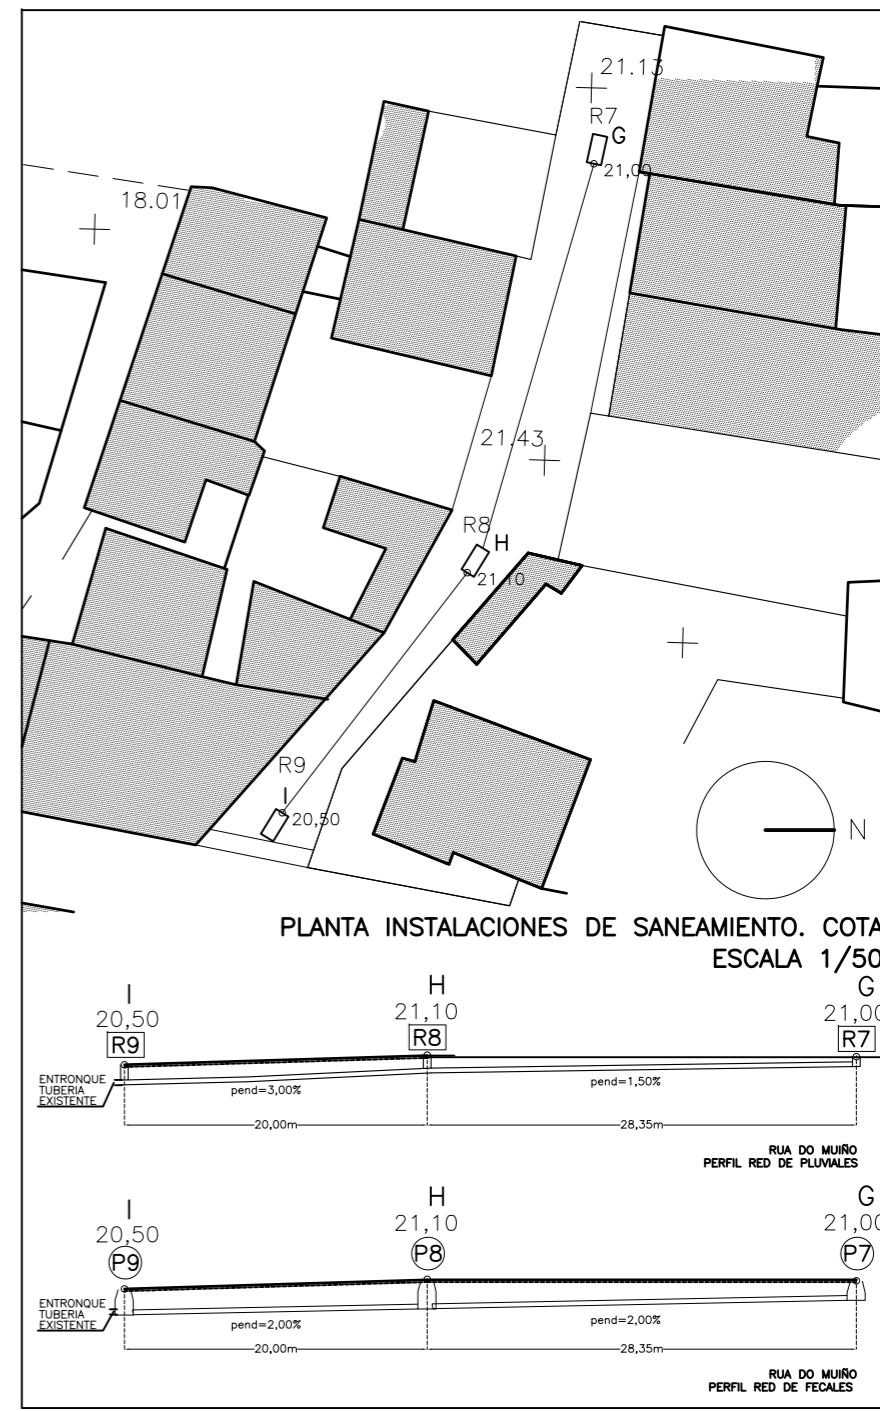 21.13
R7
G
21,00
18.01
21.43
R8
H
21,10
R9
I
20,50
N
PLANTA INSTALACIONES DE SANEAMIENTO. COTA
ESCALA 1/50
I
H
G
20,50
21,10
21,00
R9
R8
R7
ENTRONQUE
TUBERIA
EXISTENTE
pend=3,00%
pend=1,50%
20,00m
28,35m
RUA DO MUIÑO
PERFIL RED DE PLUVIALES
I
H
G
20,50
21,10
21,00
P9
P8
P7
ENTRONQUE
TUBERIA
EXISTENTE
pend=2,00%
pend=2,00%
20,00m
28,35m
RUA DO MUIÑO
PERFIL RED DE FECALES